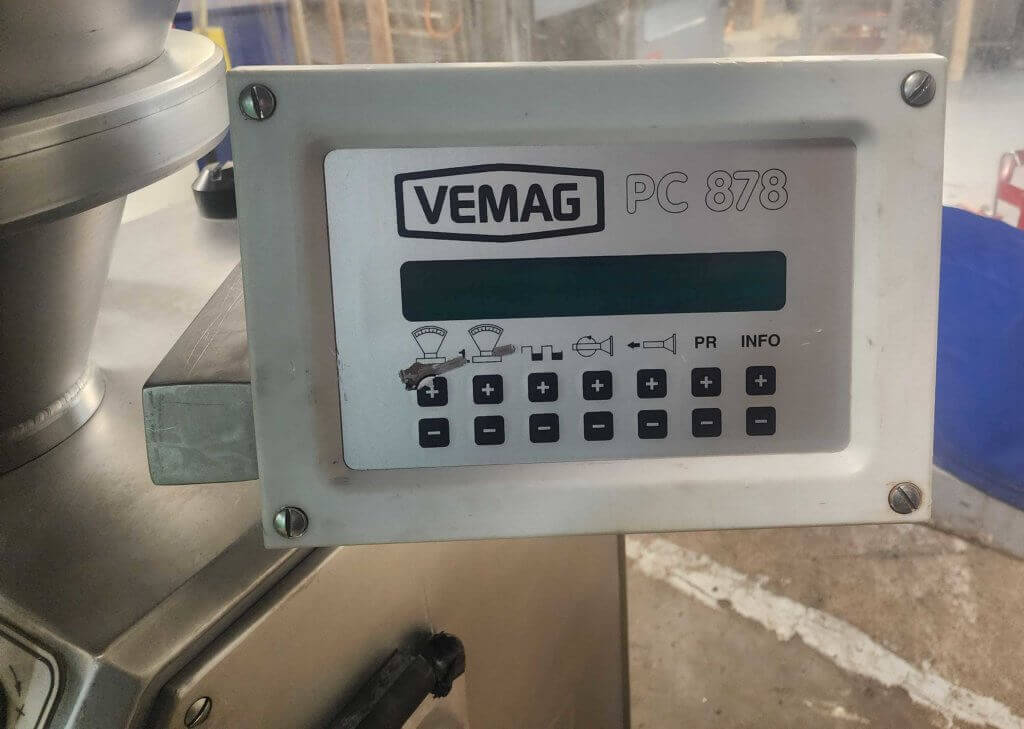 VEMAG PC 878
PR INFO
+ + + + + + +
- - - - - - -